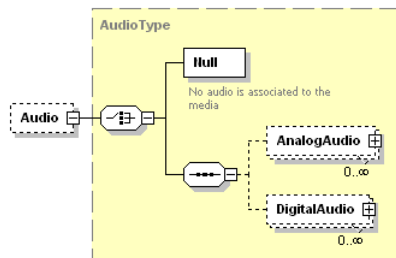 AudioType
Null
No audio is associated to the
media
Audio
AnalogAudio
0..∞
DigitalAudio
0..∞